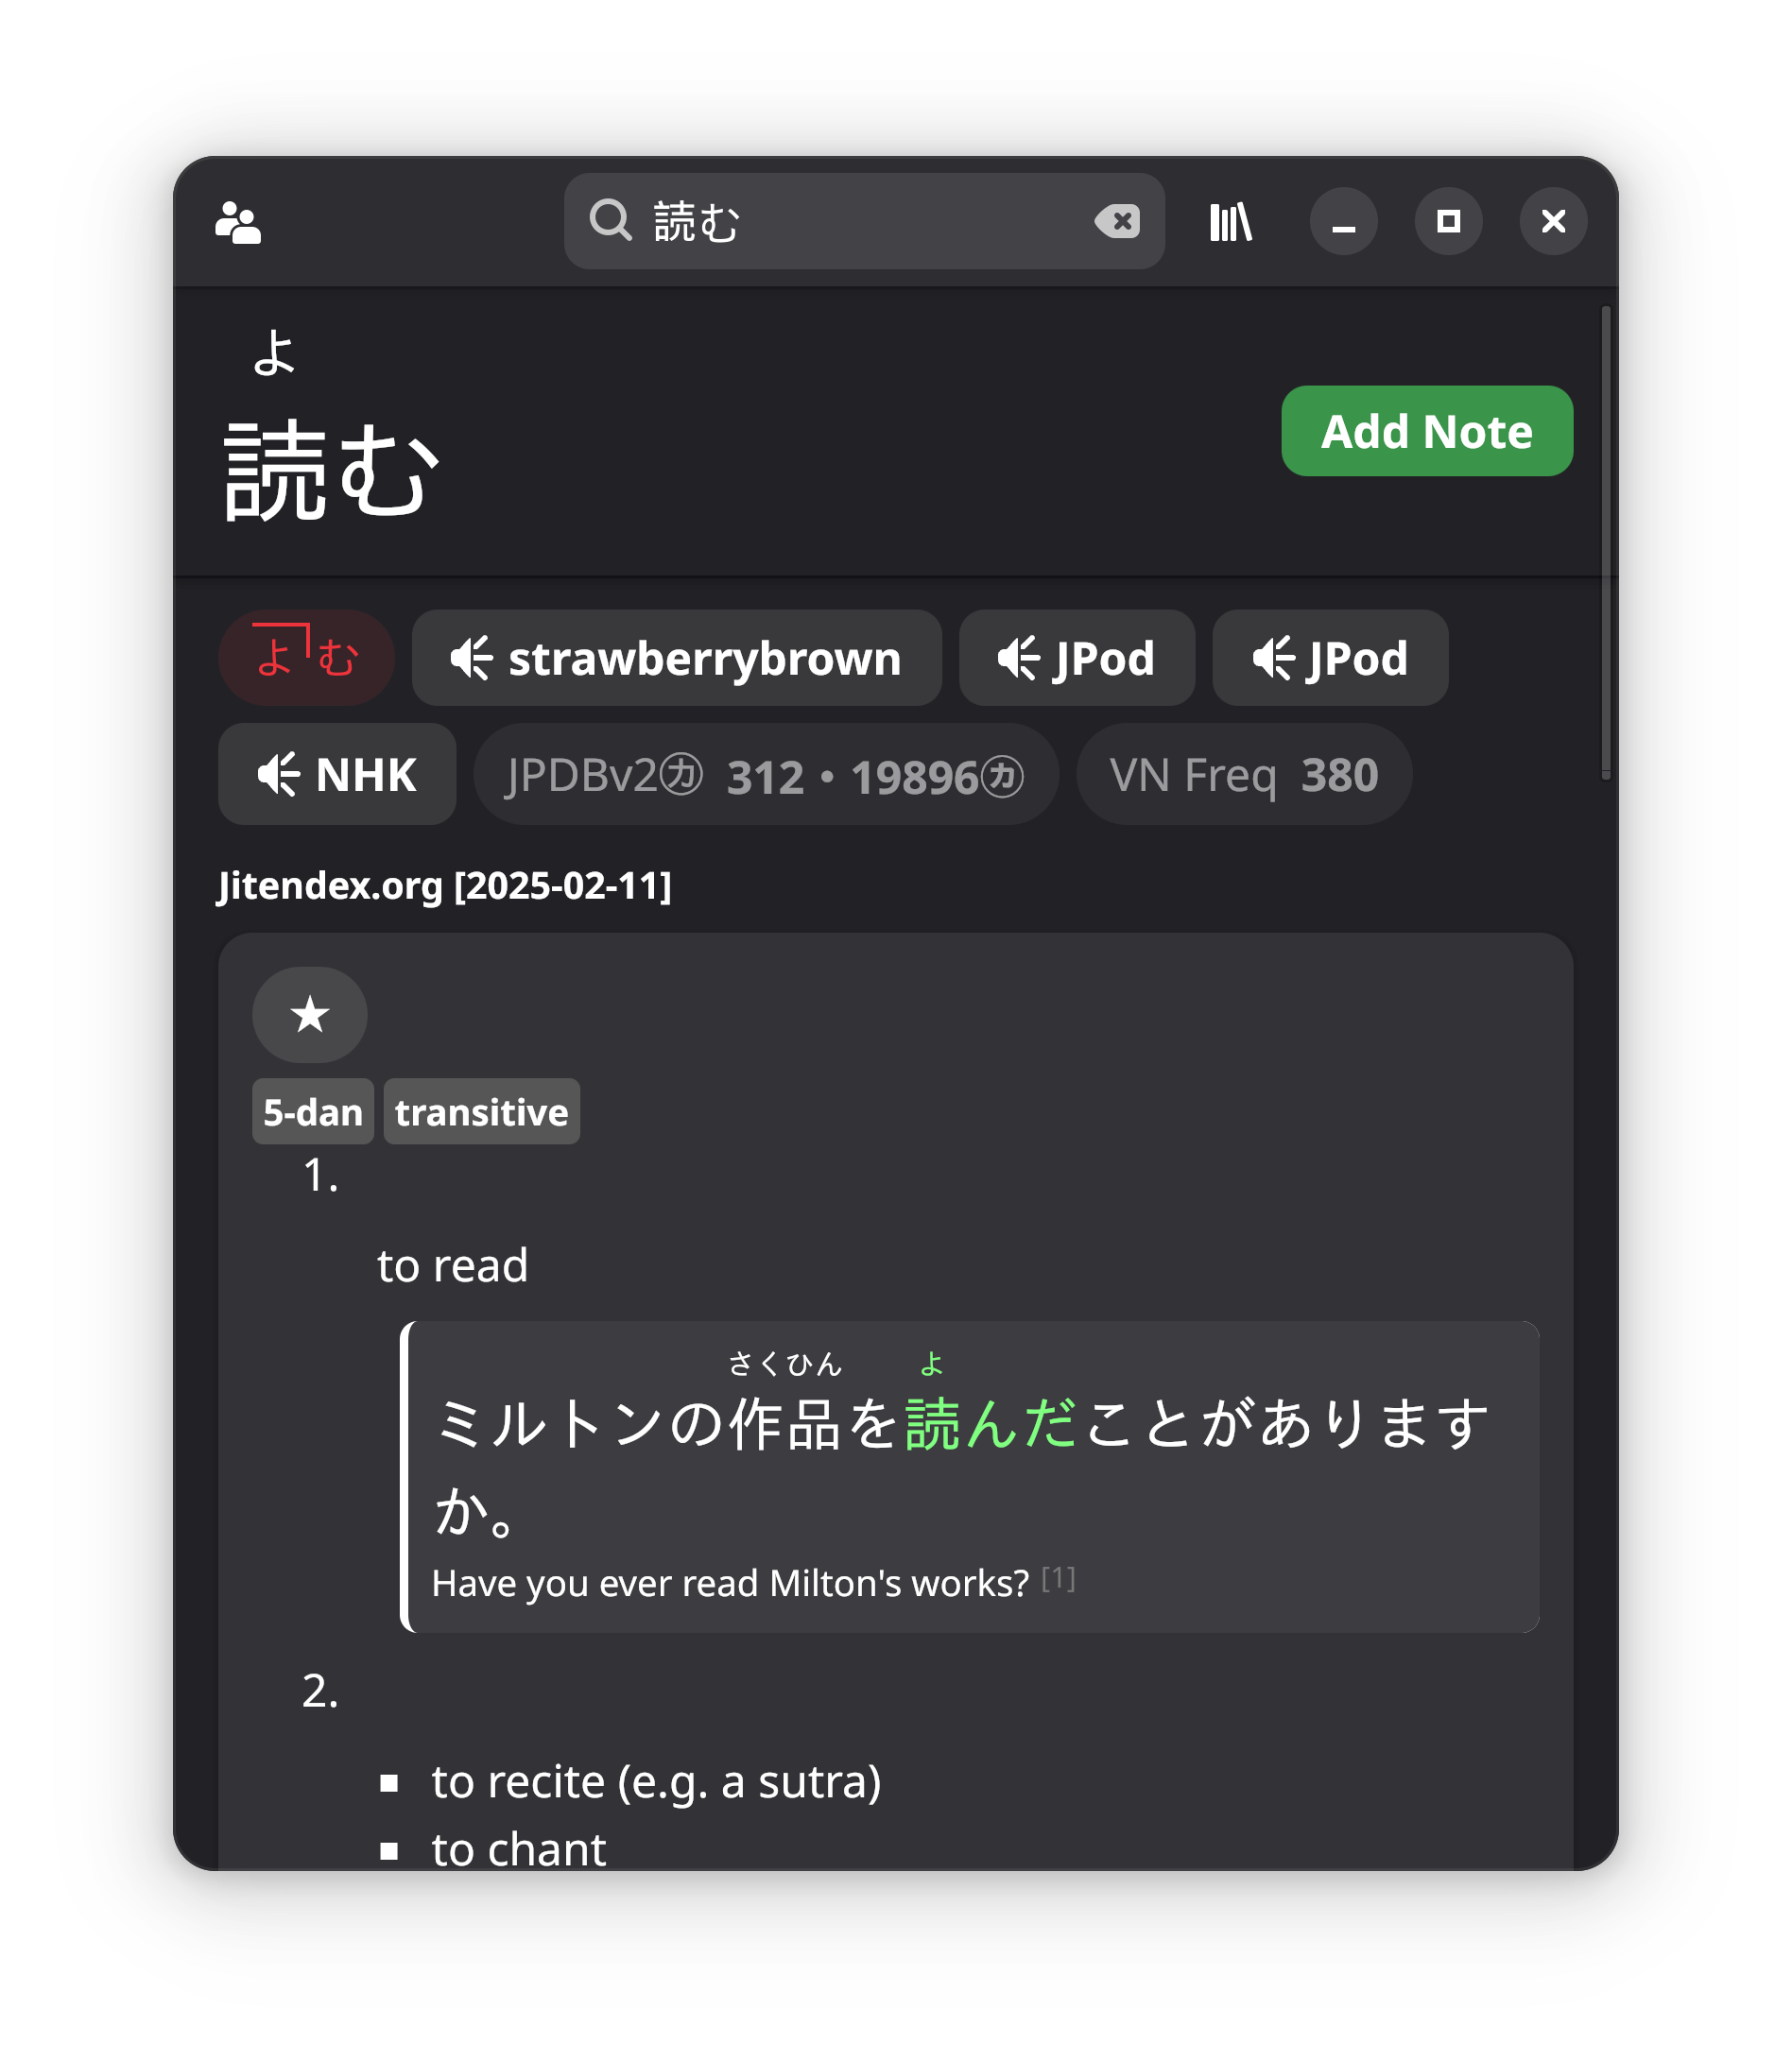 読む
よ
読む
Add Note
よむ strawberrybrown JPod JPod
NHK JPDBv2㋕ 312・19896㋕ VN Freq 380
Jitendex.org [2025-02-11]
★
5-dan transitive
1.
to read
さくひん よ
ミルトンの作品を読んだことがあります
か。
Have you ever read Milton's works? [1]
2.
▪ to recite (e.g. a sutra)
▪ to chant